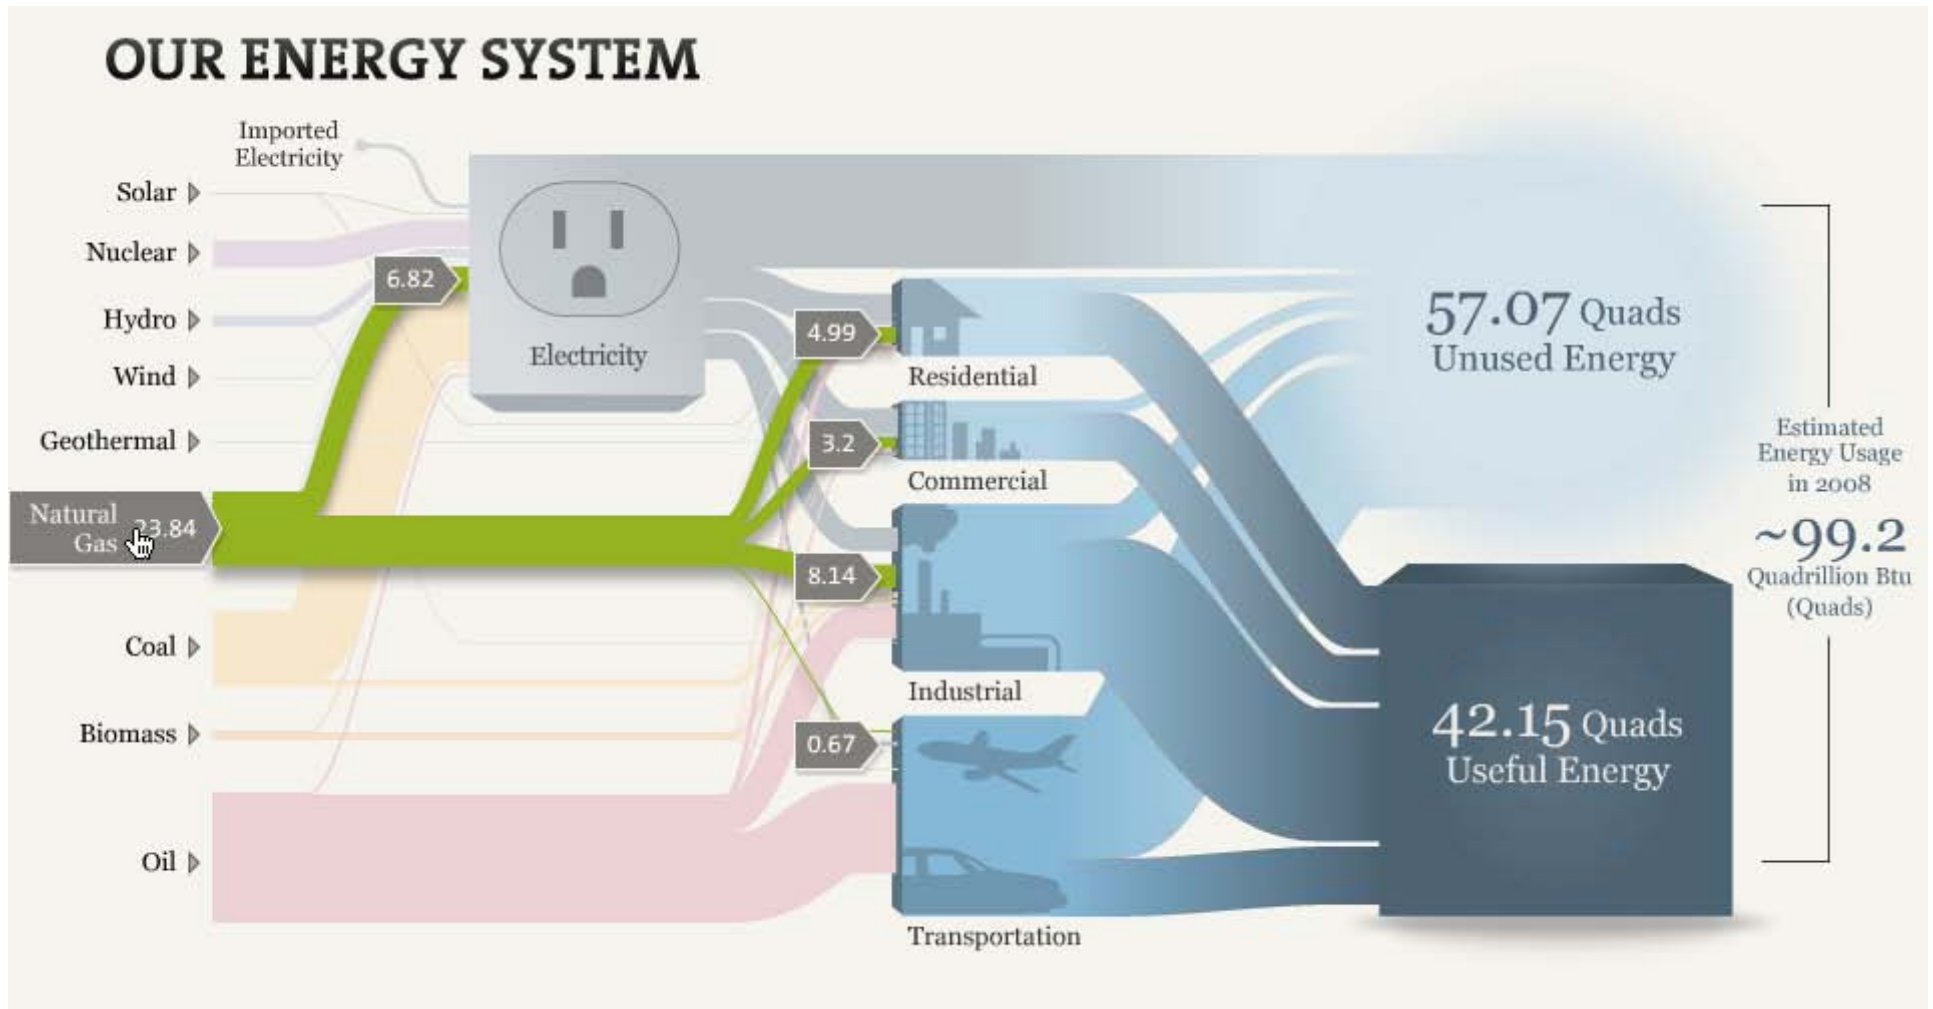 OUR ENERGY SYSTEM
Imported
Electricity
Solar
Nuclear
Hydro
Wind
Geothermal
Natural
Gas
23.84
Coal
Biomass
Oil
6.82
Electricity
4.99
Residential
3.2
Commercial
8.14
Industrial
0.67
Transportation
57.07 Quads
Unused Energy
42.15 Quads
Useful Energy
Estimated
Energy Usage
in 2008
~99.2
Quadrillion Btu
(Quads)